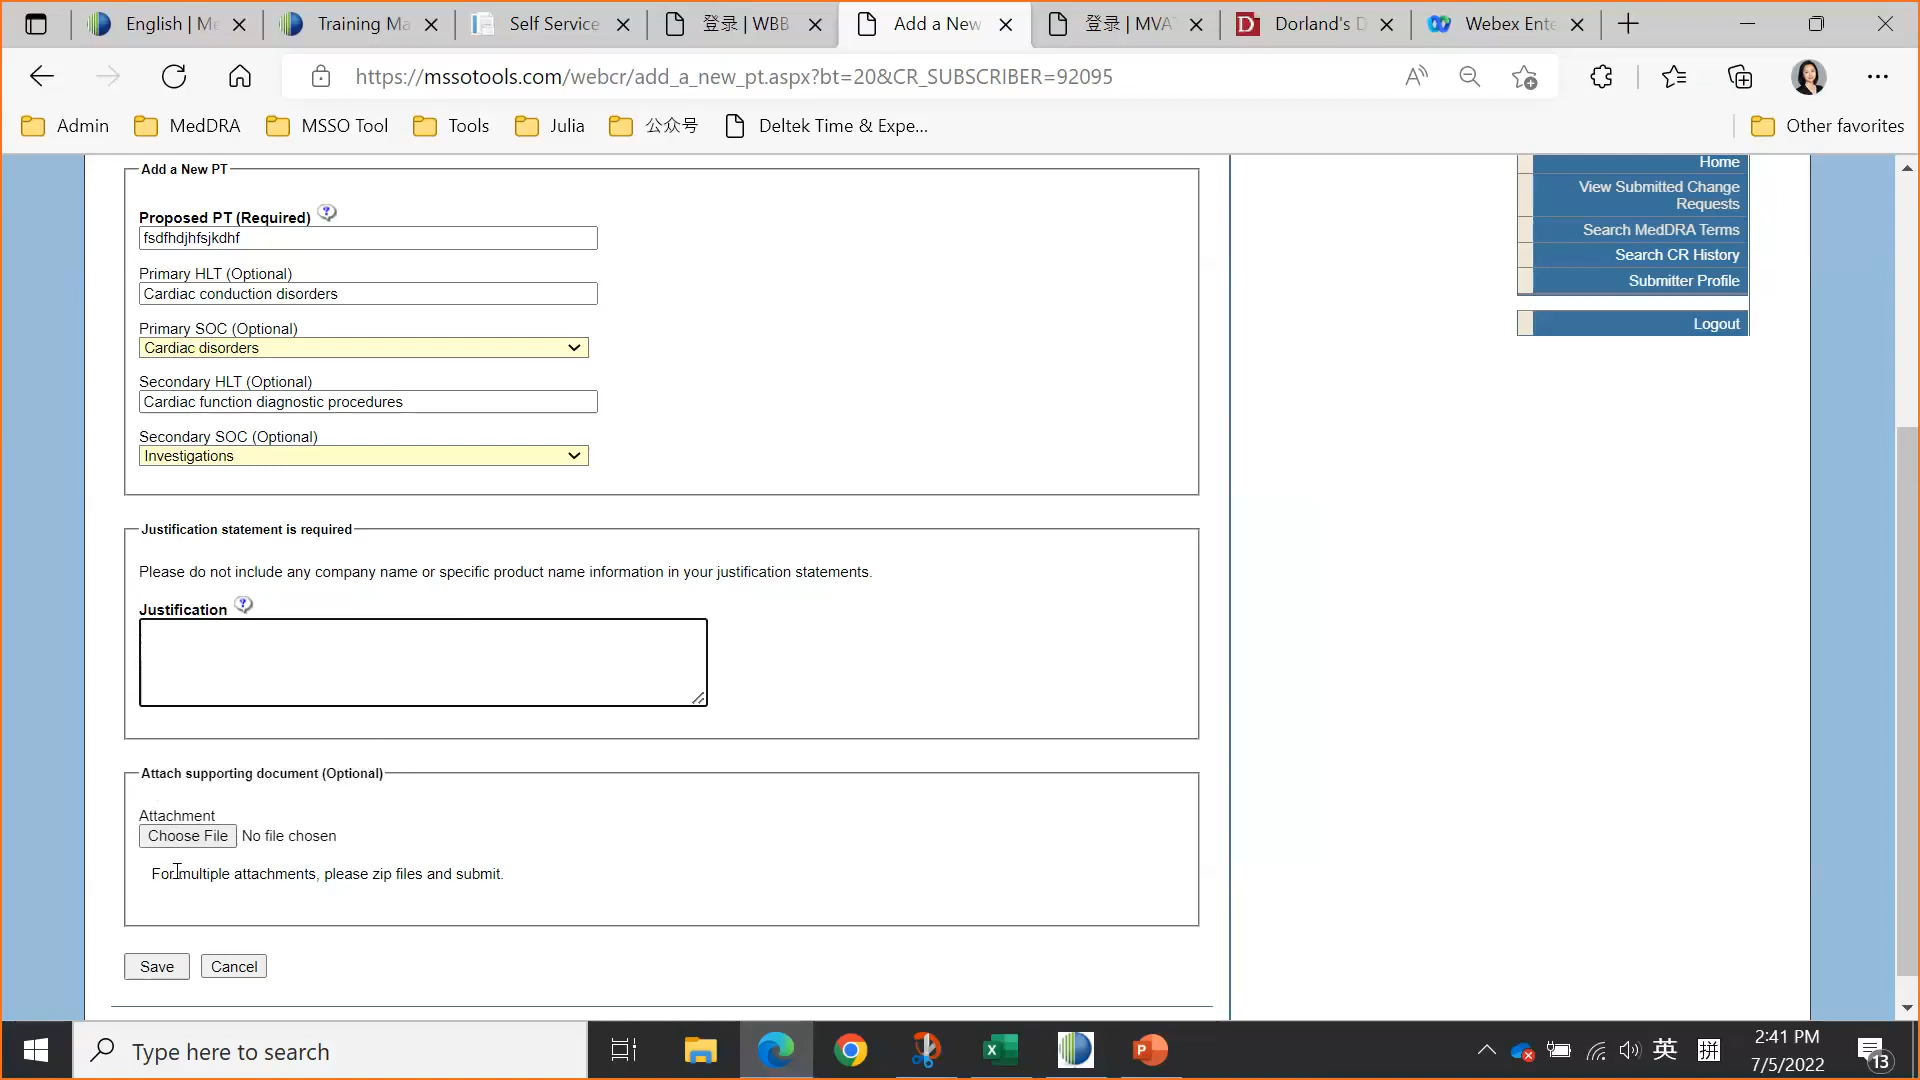 English | Me
Training Ma
Self Service
登录 | WBB
Add a New
登录 | MVA
Dorland's D
Webex Ente
https://mssotools.com/webcr/add_a_new_pt.aspx?bt=20&CR_SUBSCRIBER=92095
Admin
MedDRA
MSSO Tool
Tools
Julia
公众号
Deltek Time & Expe...
Other favorites
Add a New PT
Proposed PT (Required)
fsdfhdjhfsjkdhf
Primary HLT (Optional)
Cardiac conduction disorders
Primary SOC (Optional)
Cardiac disorders
Secondary HLT (Optional)
Cardiac function diagnostic procedures
Secondary SOC (Optional)
Investigations
Home
View Submitted Change
Requests
Search MedDRA Terms
Search CR History
Submitter Profile
Logout
Justification statement is required
Please do not include any company name or specific product name information in your justification statements.
Justification
Attach supporting document (Optional)
Attachment
Choose File No file chosen
For multiple attachments, please zip files and submit.
Save
Cancel
Type here to search
英
拼
2:41 PM
7/5/2022
13